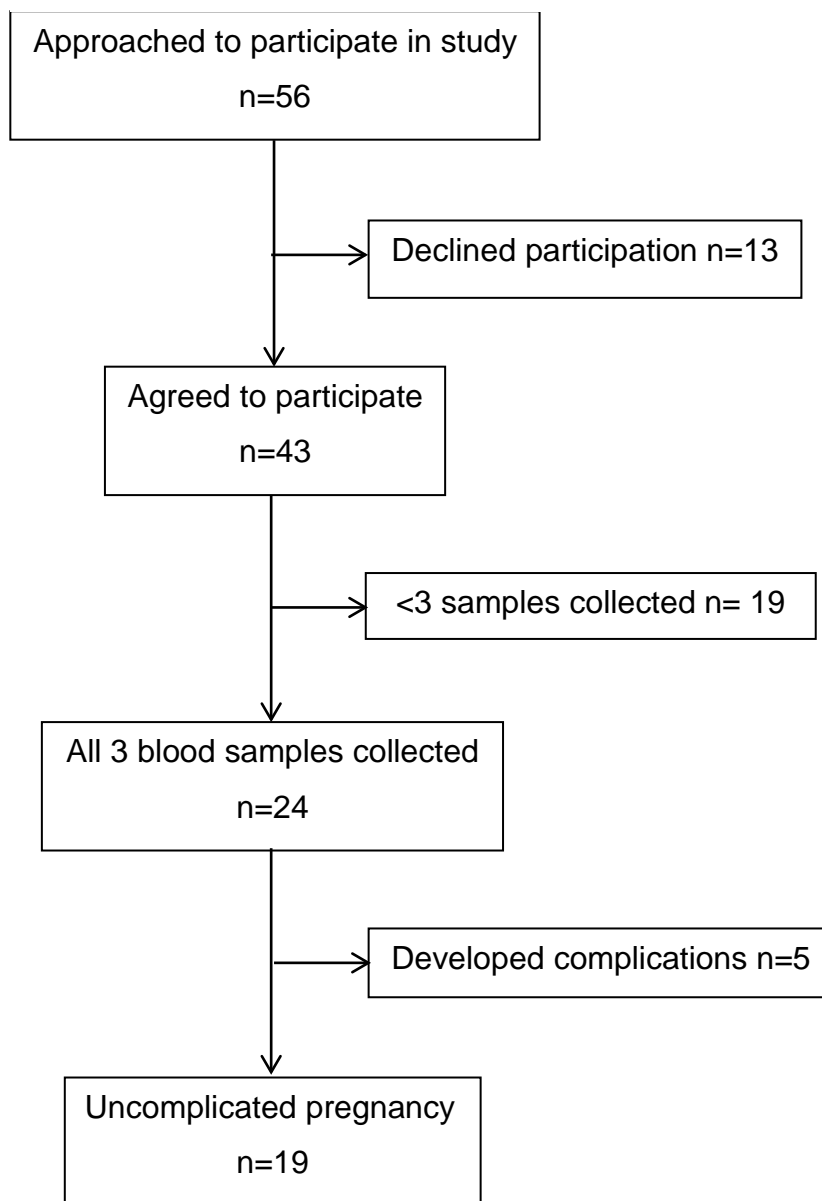 Approached to participate in study
n=56
Declined participation n=13
Agreed to participate
n=43
<3 samples collected n= 19
All 3 blood samples collected
n=24
Developed complications n=5
Uncomplicated pregnancy
n=19